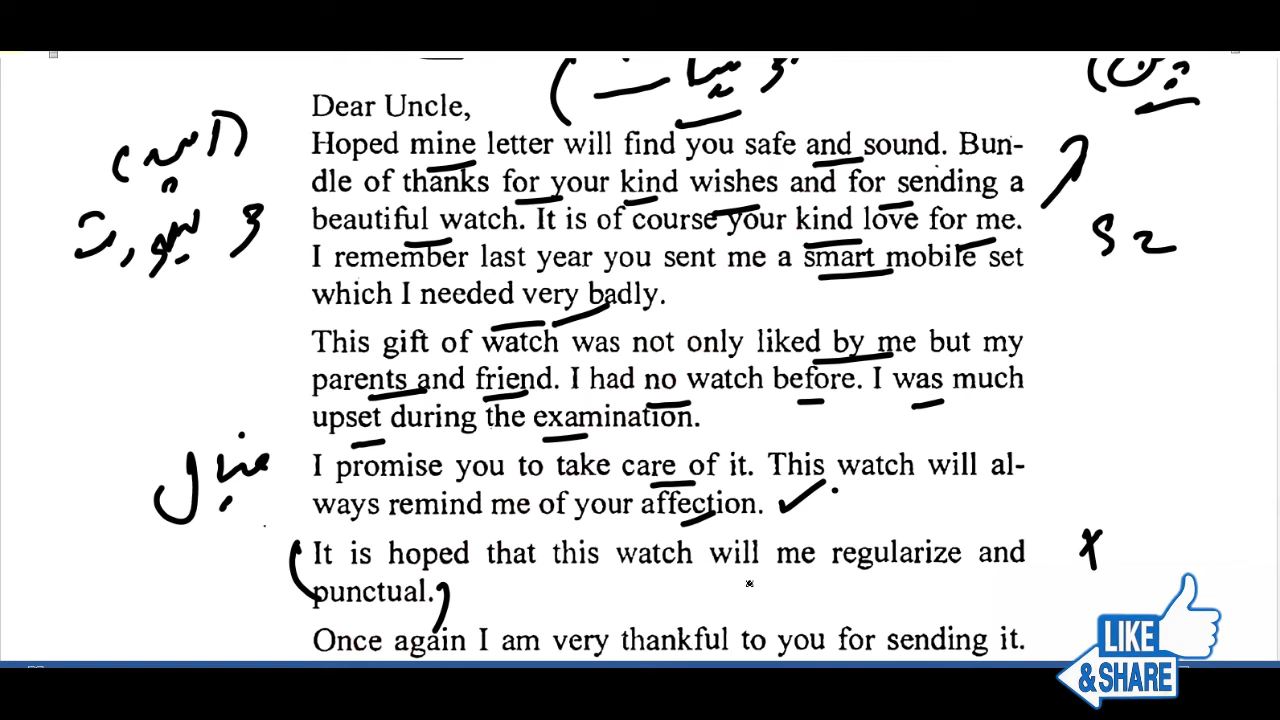 Dear Uncle,
Hoped mine letter will find you safe and sound. Bun-
dle of thanks for your kind wishes and for sending a
beautiful watch. It is of course your kind love for me.
I remember last year you sent me a smart mobile set
which I needed very badly.
This gift of watch was not only liked by me but my
parents and friend. I had no watch before. I was much
upset during the examination.
I promise you to take care of it. This watch will al-
ways remind me of your affection.
It is hoped that this watch will me regularize and
punctual.
Once again I am very thankful to you for sending it.
LIKE
& SHARE